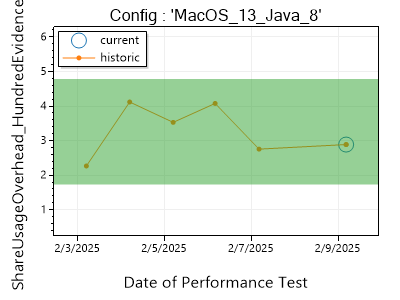 Config : 'MacOS_13_Java_8'
current
historic
6
5
4
3
2
1
ShareUsageOverhead_HundredEvidence
2/3/2025 2/5/2025 2/7/2025 2/9/2025
Date of Performance Test